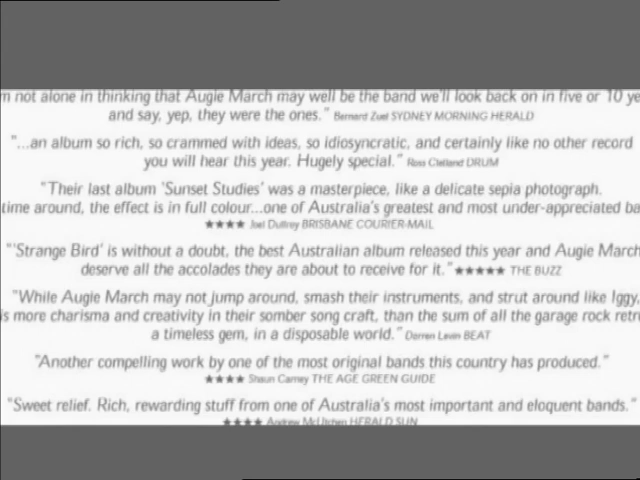 m not alone in thinking that Augie March may well be the band we'll look back on in five or 10 ye
and say, yep, they were the ones." Bernard Zuel SYDNEY MORNING HERALD
"...an album so rich, so crammed with ideas, so idiosyncratic, and certainly like no other record
you will hear this year. Hugely special." Ross Clelland DRUM
"Their last album 'Sunset Studies' was a masterpiece, like a delicate sepia photograph.
time around, the effect is in full colour...one of Australia's greatest and most under-appreciated ba
★★★★ Joel Dullroy BRISBANE COURIER-MAIL
"'Strange Bird' is without a doubt, the best Australian album released this year and Augie March
deserve all the accolades they are about to receive for it." ★★★★★ THE BUZZ
"While Augie March may not jump around, smash their instruments, and strut around like Iggy,
is more charisma and creativity in their somber song craft, than the sum of all the garage rock retr
a timeless gem, in a disposable world." Darren Levin BEAT
"Another compelling work by one of the most original bands this country has produced."
★★★★ Shaun Carney THE AGE GREEN GUIDE
"Sweet relief. Rich, rewarding stuff from one of Australia's most important and eloquent bands."
★★★★ Andrew McUtchen HERALD SUN